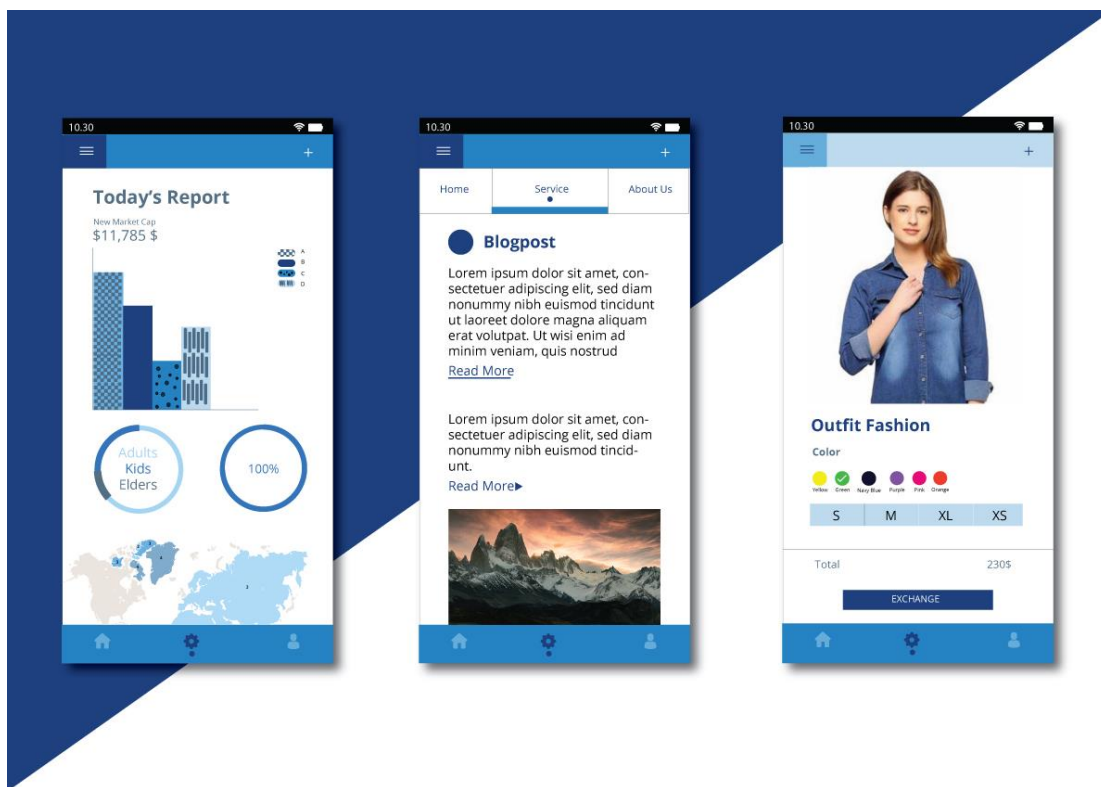 10.30
Today's Report
New Market Cap
$11,785 $
A
B
C
D
Adults
Kids
Elders
100%
10.30
Home Service About Us
Blogpost
Lorem ipsum dolor sit amet, con-
sectetuer adipiscing elit, sed diam
nonummy nibh euismod tincidunt
ut laoreet dolore magna aliquam
erat volutpat. Ut wisi enim ad
minim veniam, quis nostrud
Read More
Lorem ipsum dolor sit amet, con-
sectetuer adipiscing elit, sed diam
nonummy nibh euismod tincid-
unt.
Read More
10.30
Outfit Fashion
Color
Yellow Green Navy Blue Purple Pink Orange
S M XL XS
Total 230$
EXCHANGE